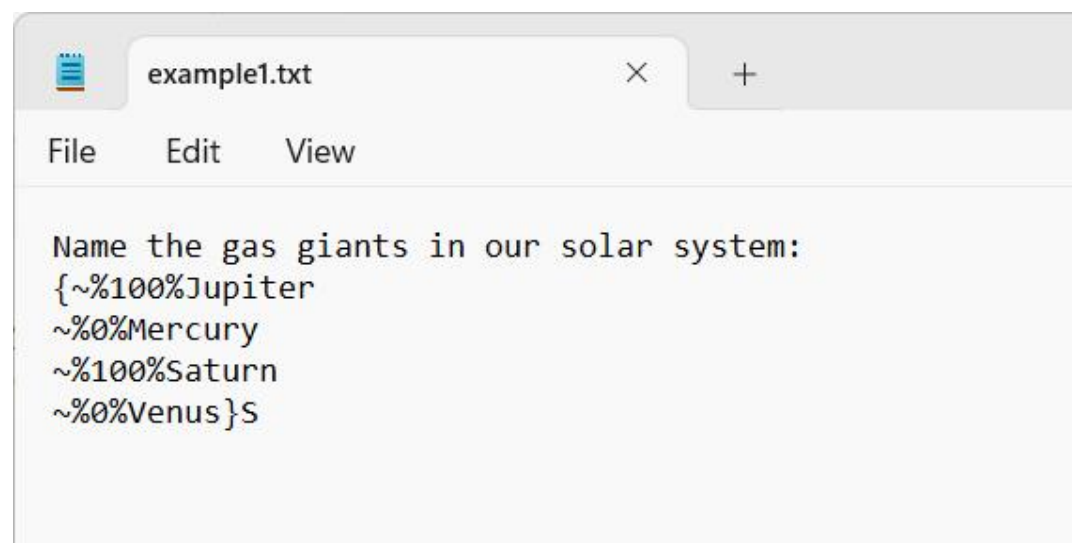 example1.txt
File Edit View
Name the gas giants in our solar system:
{~%100%Jupiter
~%0%Mercury
~%100%Saturn
~%0%Venus}S